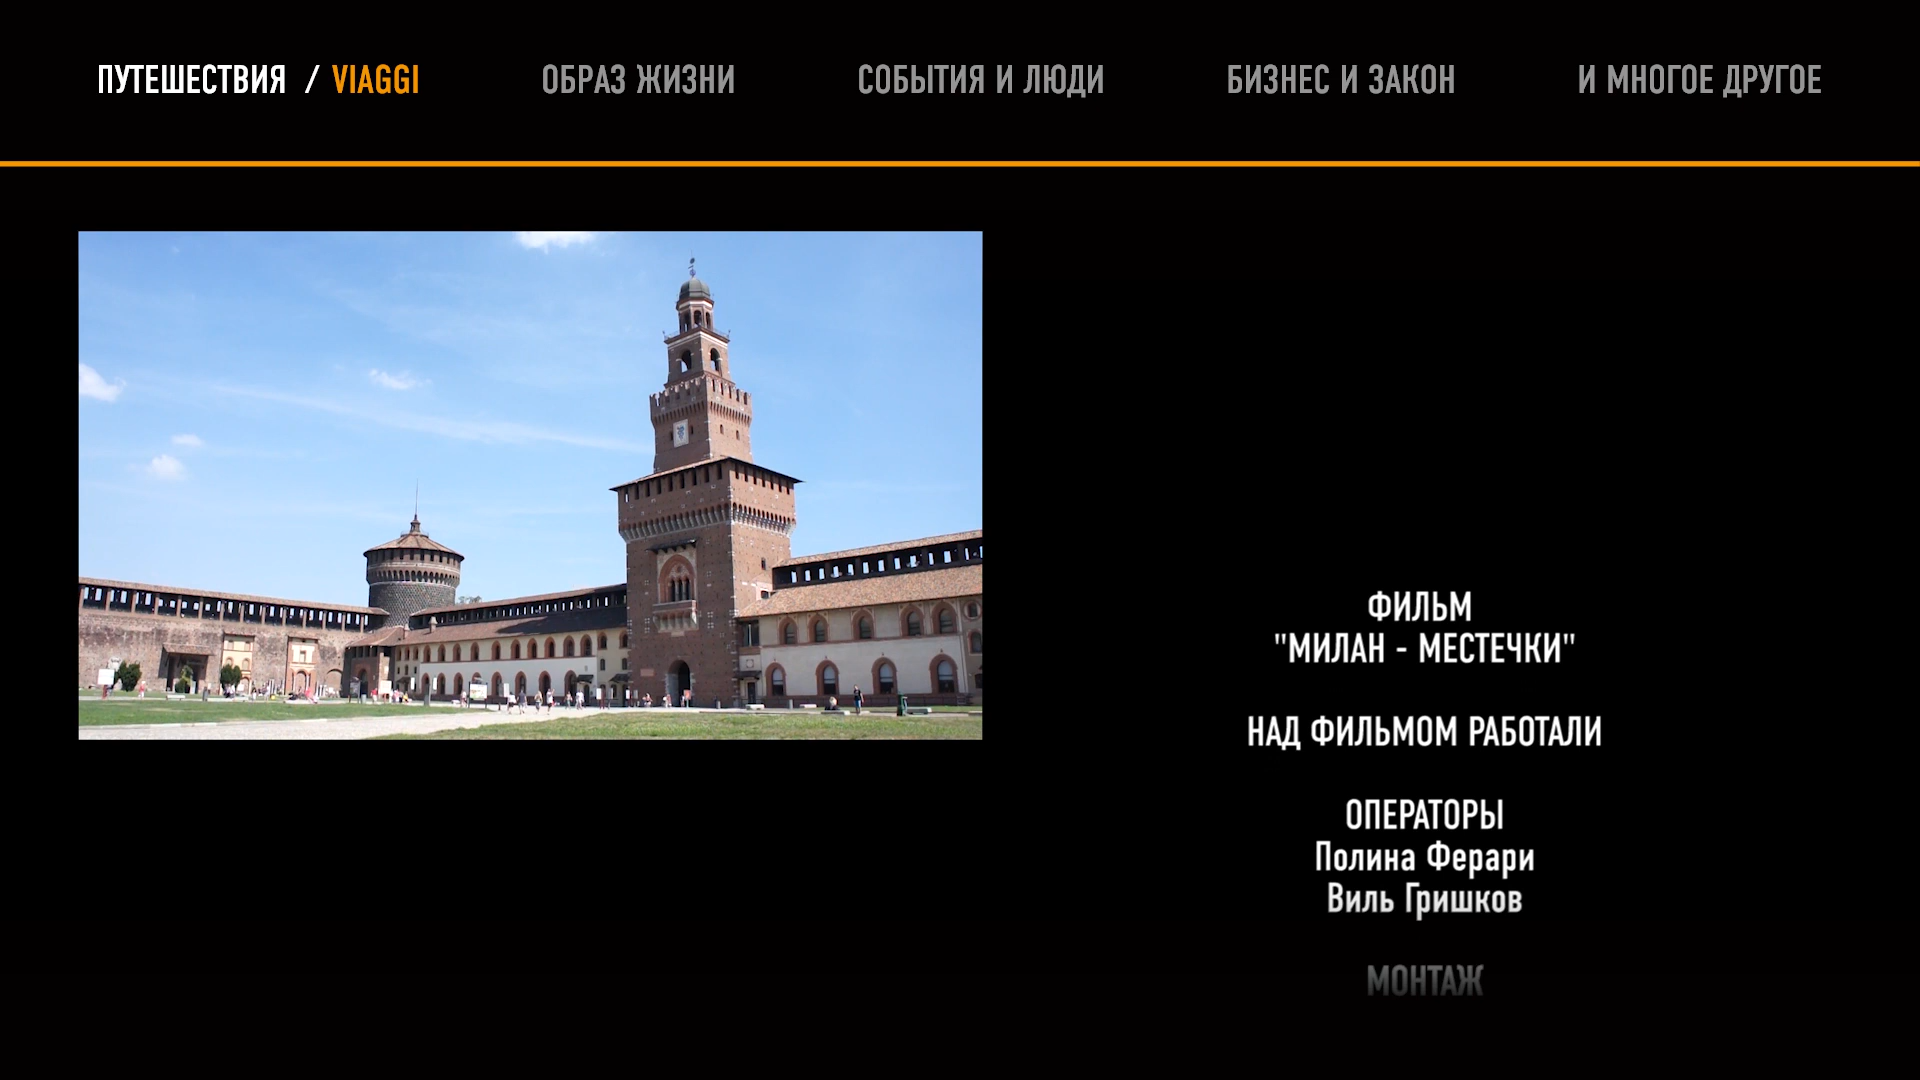 ПУТЕШЕСТВИЯ / VIAGGI
ОБРАЗ ЖИЗНИ
СОБЫТИЯ И ЛЮДИ
БИЗНЕС И ЗАКОН
И МНОГОЕ ДРУГОЕ
ФИЛЬМ
"МИЛАН - МЕСТЕЧКИ"
НАД ФИЛЬМОМ РАБОТАЛИ
ОПЕРАТОРЫ
Полина Ферари
Виль Гришков
МОНТАЖ